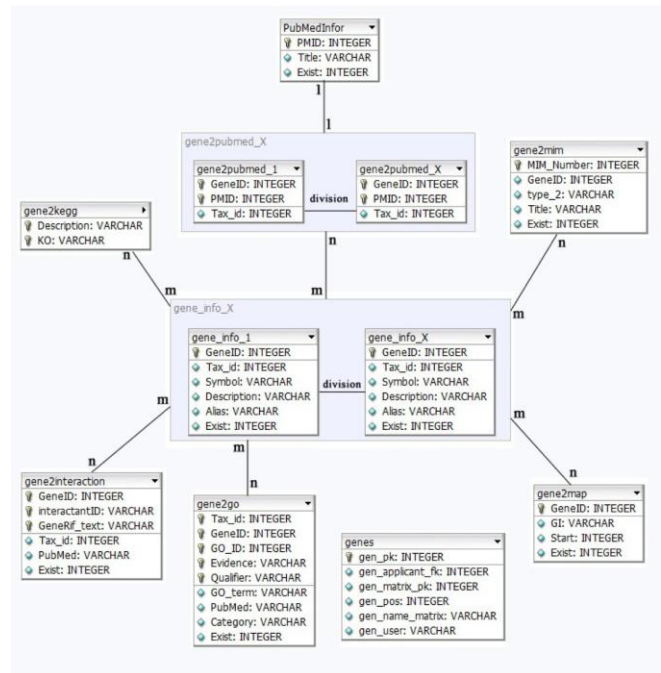 PubMedInfor
PMID: INTEGER
Title: VARCHAR
Exist: INTEGER
1
1
gene2pubmed_X
gene2pubmed_1
GeneID: INTEGER
PMID: INTEGER
Tax_id: INTEGER
division
gene2pubmed_X
GeneID: INTEGER
PMID: INTEGER
Tax_id: INTEGER
gene2mim
MIM_Number: INTEGER
GeneID: INTEGER
type_2: VARCHAR
Title: VARCHAR
Exist: INTEGER
gene2kegg
Description: VARCHAR
KO: VARCHAR
n
n
n
m
m
m
gene_info_X
gene_info_1
GeneID: INTEGER
Tax_id: INTEGER
Symbol: VARCHAR
Description: VARCHAR
Alias: VARCHAR
Exist: INTEGER
division
gene_info_X
GeneID: INTEGER
Tax_id: INTEGER
Symbol: VARCHAR
Description: VARCHAR
Alias: VARCHAR
Exist: INTEGER
m
m
m
n
n
n
gene2interaction
GeneID: INTEGER
interactantID: VARCHAR
GeneRif_text: VARCHAR
Tax_id: INTEGER
PubMed: VARCHAR
Exist: INTEGER
gene2go
Tax_id: INTEGER
GeneID: INTEGER
GO_ID: INTEGER
Evidence: VARCHAR
Qualifier: VARCHAR
GO_term: VARCHAR
PubMed: VARCHAR
Category: VARCHAR
Exist: INTEGER
genes
gen_pk: INTEGER
gen_applicant_fk: INTEGER
gen_matrix_pk: INTEGER
gen_pos: INTEGER
gen_name_matrix: VARCHAR
gen_user: VARCHAR
gene2map
GeneID: INTEGER
GI: VARCHAR
Start: INTEGER
Exist: INTEGER